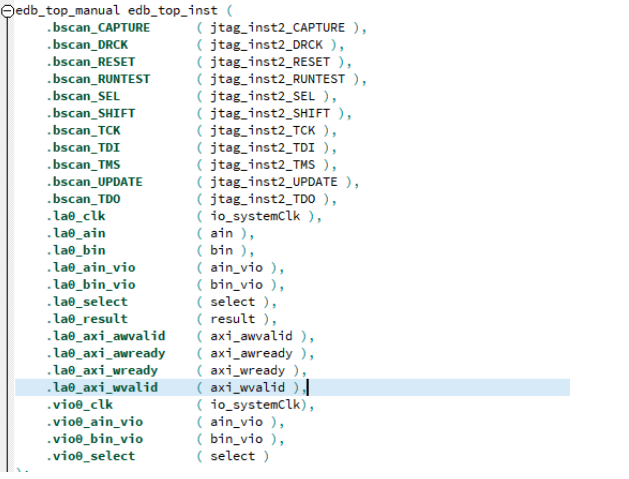 edb_top_manual edb_top_inst (
.bscan_CAPTURE ( jtag_inst2_CAPTURE ),
.bscan_DRCK ( jtag_inst2_DRCK ),
.bscan_RESET ( jtag_inst2_RESET ),
.bscan_RUNTEST ( jtag_inst2_RUNTEST ),
.bscan_SEL ( jtag_inst2_SEL ),
.bscan_SHIFT ( jtag_inst2_SHIFT ),
.bscan_TCK ( jtag_inst2_TCK ),
.bscan_TDI ( jtag_inst2_TDI ),
.bscan_TMS ( jtag_inst2_TMS ),
.bscan_UPDATE ( jtag_inst2_UPDATE ),
.bscan_TDO ( jtag_inst2_TDO ),
.la0_clk ( io_systemClk ),
.la0_ain ( ain ),
.la0_bin ( bin ),
.la0_ain_vio ( ain_vio ),
.la0_bin_vio ( bin_vio ),
.la0_select ( select ),
.la0_result ( result ),
.la0_axi_awvalid ( axi_awvalid ),
.la0_axi_awready ( axi_awready ),
.la0_axi_wready ( axi_wready ),
.la0_axi_wvalid ( axi_wvalid ),
.vio0_clk ( io_systemClk),
.vio0_ain_vio ( ain_vio ),
.vio0_bin_vio ( bin_vio ),
.vio0_select ( select )
);